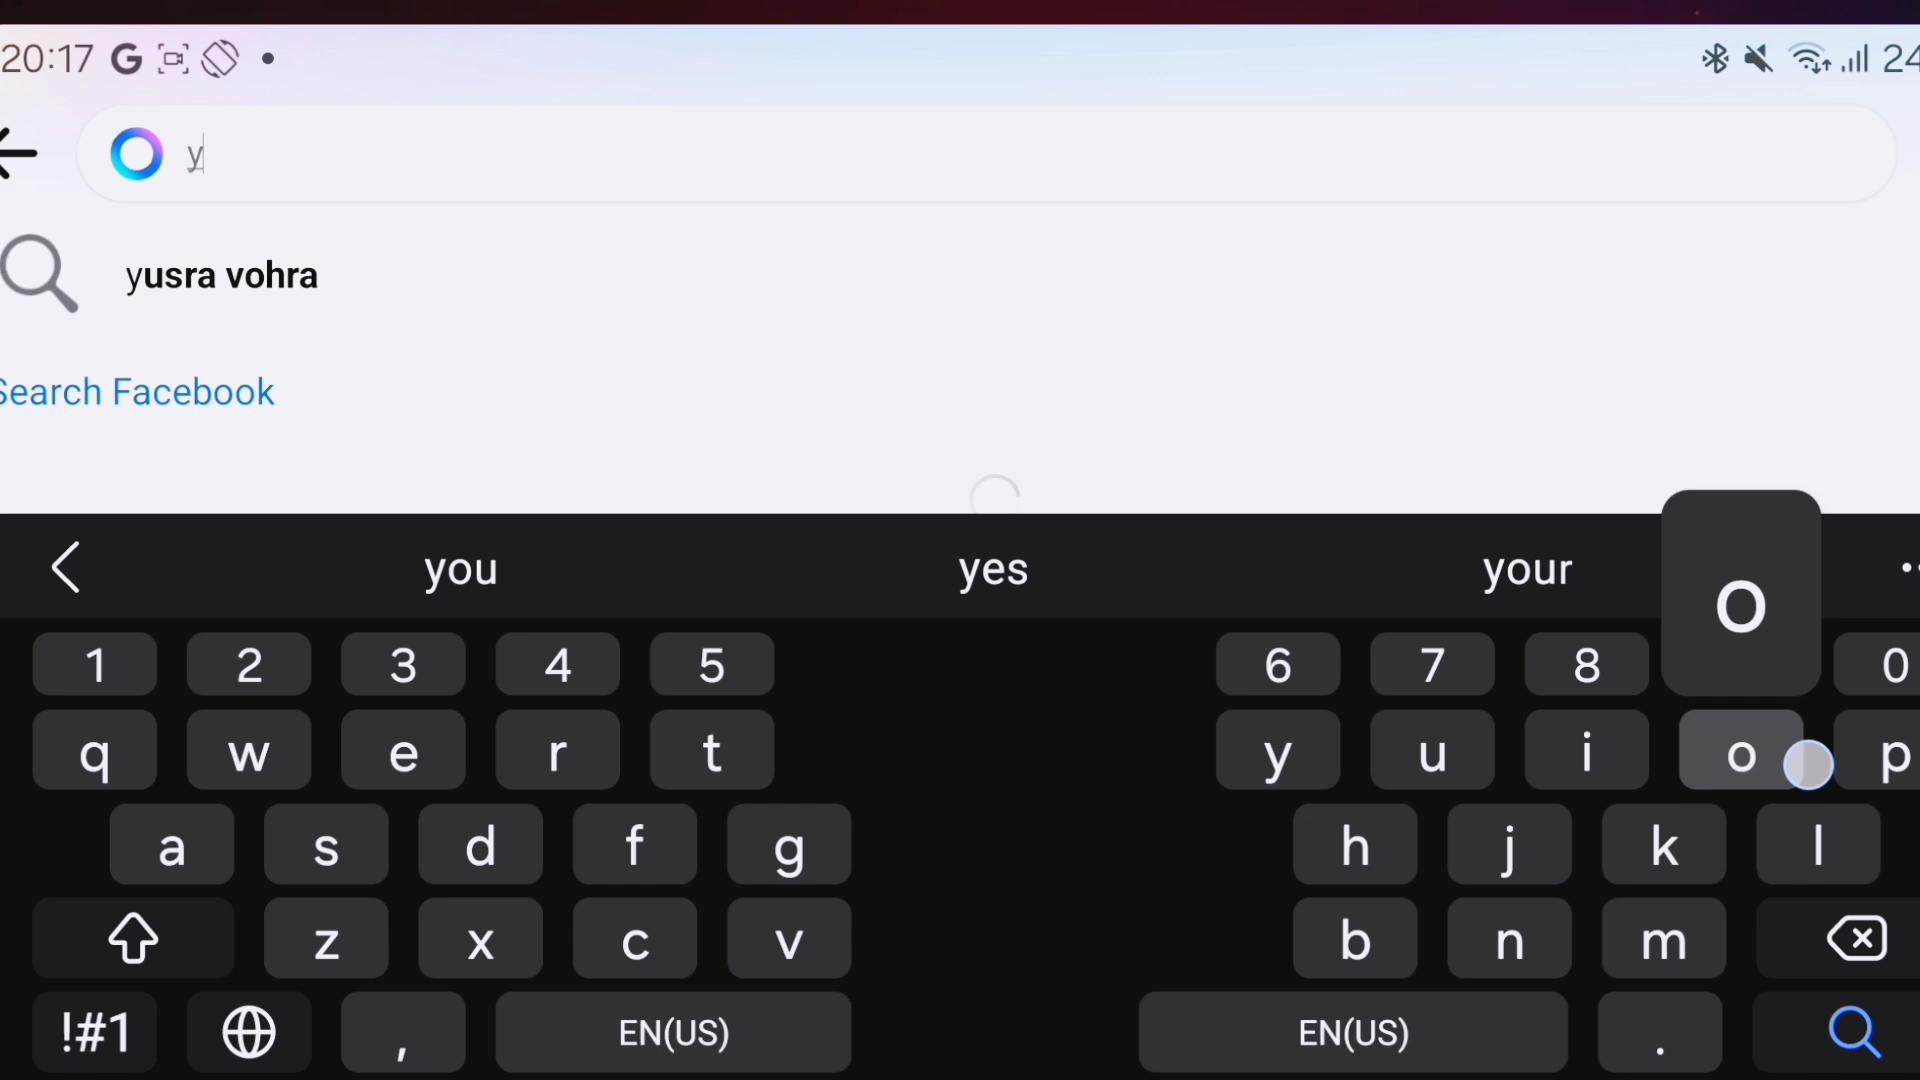 20:17 G 24
y
yusra vohra
Search Facebook
you yes your
o
1 2 3 4 5 6 7 8 0
q w e r t y u i o p
a s d f g h j k l
z x c v b n m
!#1 , EN(US) EN(US) .